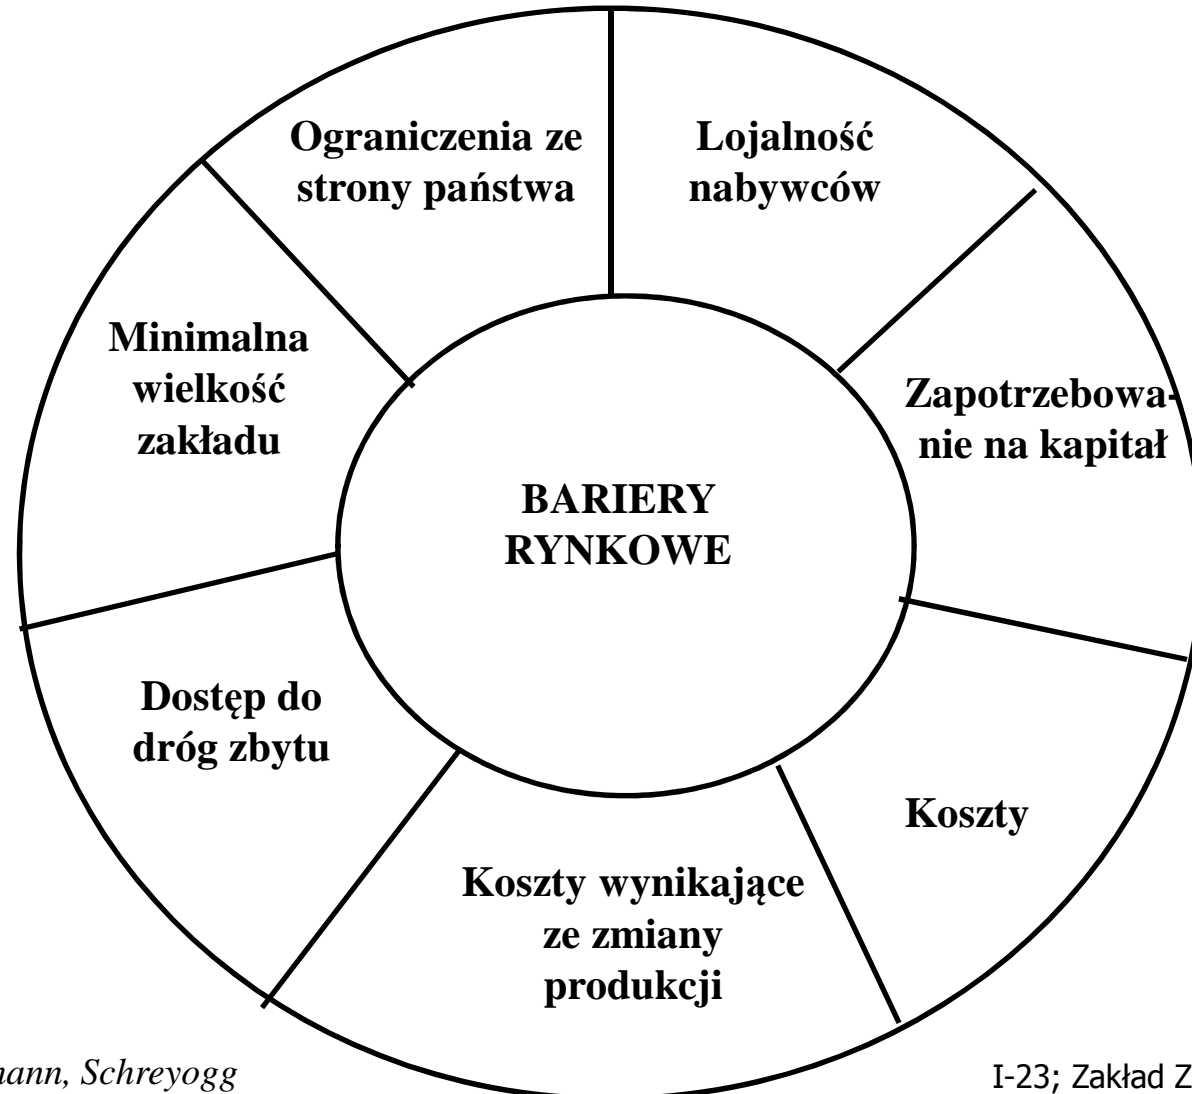 Ograniczenia ze
strony państwa
Lojalność
nabywców
Minimalna
wielkość
zakładu
Zapotrzebowa-
nie na kapitał
BARIERY
RYNKOWE
Dostęp do
dróg zbytu
Koszty
Koszty wynikające
ze zmiany
produkcji
mann, Schreyogg
I-23; Zakład Z